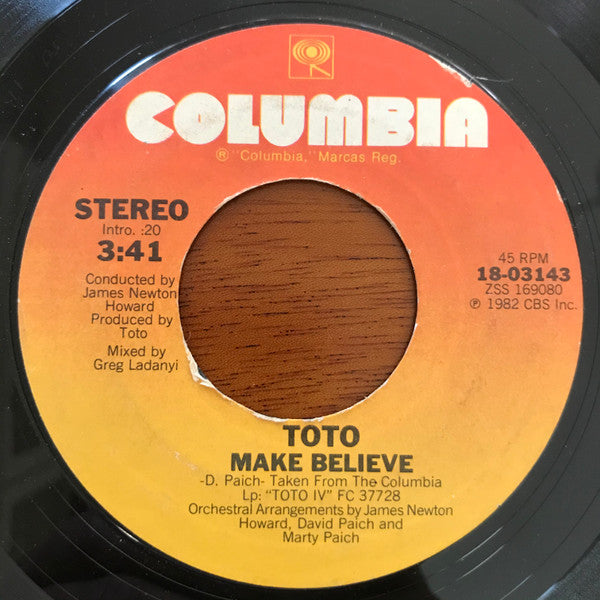 COLUMBIA
® "Columbia," Marcas Reg.
STEREO
Intro. :20
3:41
Conducted by
James Newton
Howard
Produced by
Toto
Mixed by
Greg Ladanyi
45 RPM
18-03143
ZSS 169080
℗ 1982 CBS Inc.
TOTO
MAKE BELIEVE
-D. Paich- Taken From The Columbia
Lp: "TOTO IV" FC 37728
Orchestral Arrangements by James Newton
Howard, David Paich and
Marty Paich